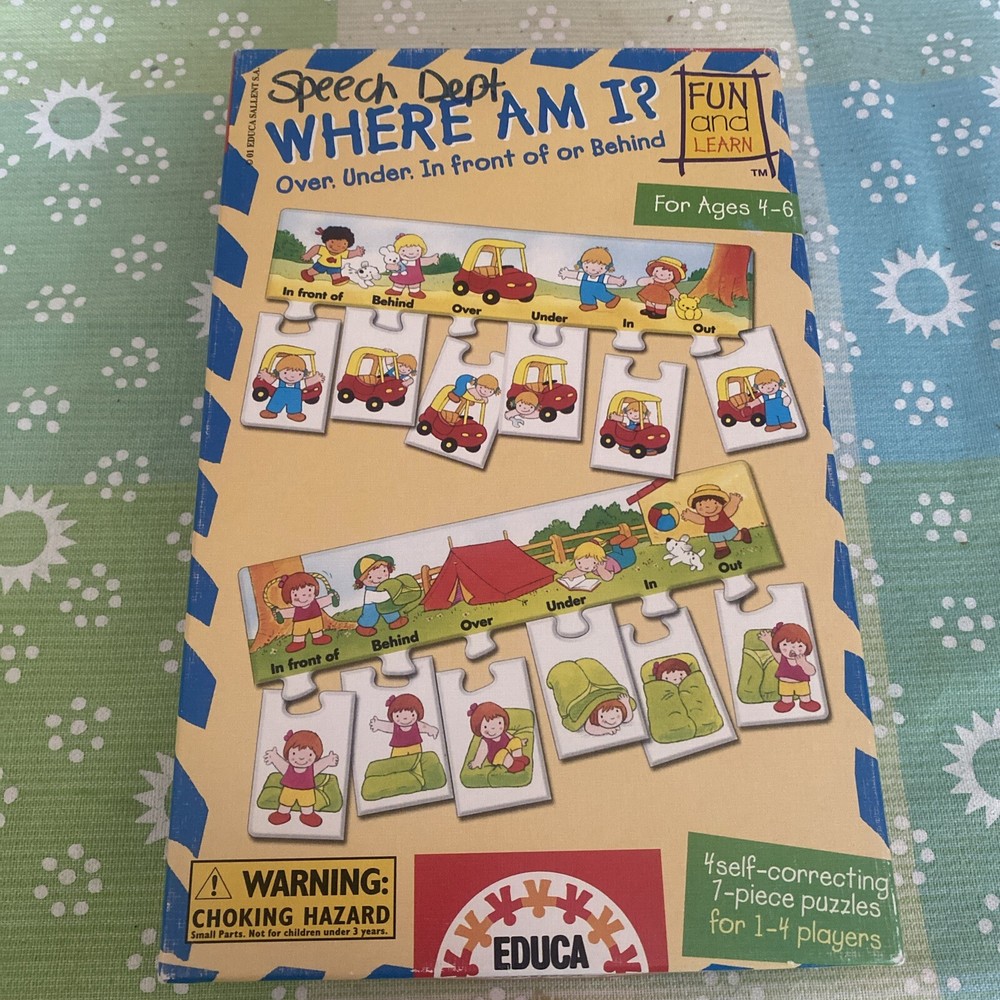 Speech Dept
© 01 EDUCA SALLENT S.A.
WHERE AM I?
Over. Under. In front of or Behind
FUN
and
LEARN
TM
For Ages 4-6
In front of Behind Over Under In Out
In front of Behind Over Under In Out
WARNING:
CHOKING HAZARD
Small Parts. Not for children under 3 years.
EDUCA
4 self-correcting
7-piece puzzles
for 1-4 players